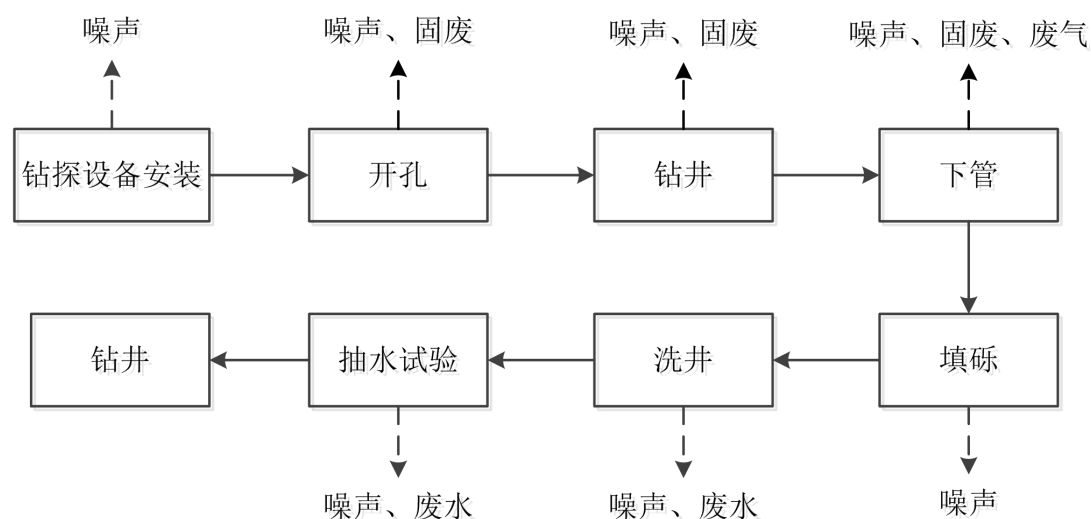 噪声
噪声、固废
噪声、固废
噪声、固废、废气
钻探设备安装
开孔
钻井
下管
钻井
抽水试验
洗井
填砾
噪声、废水
噪声、废水
噪声